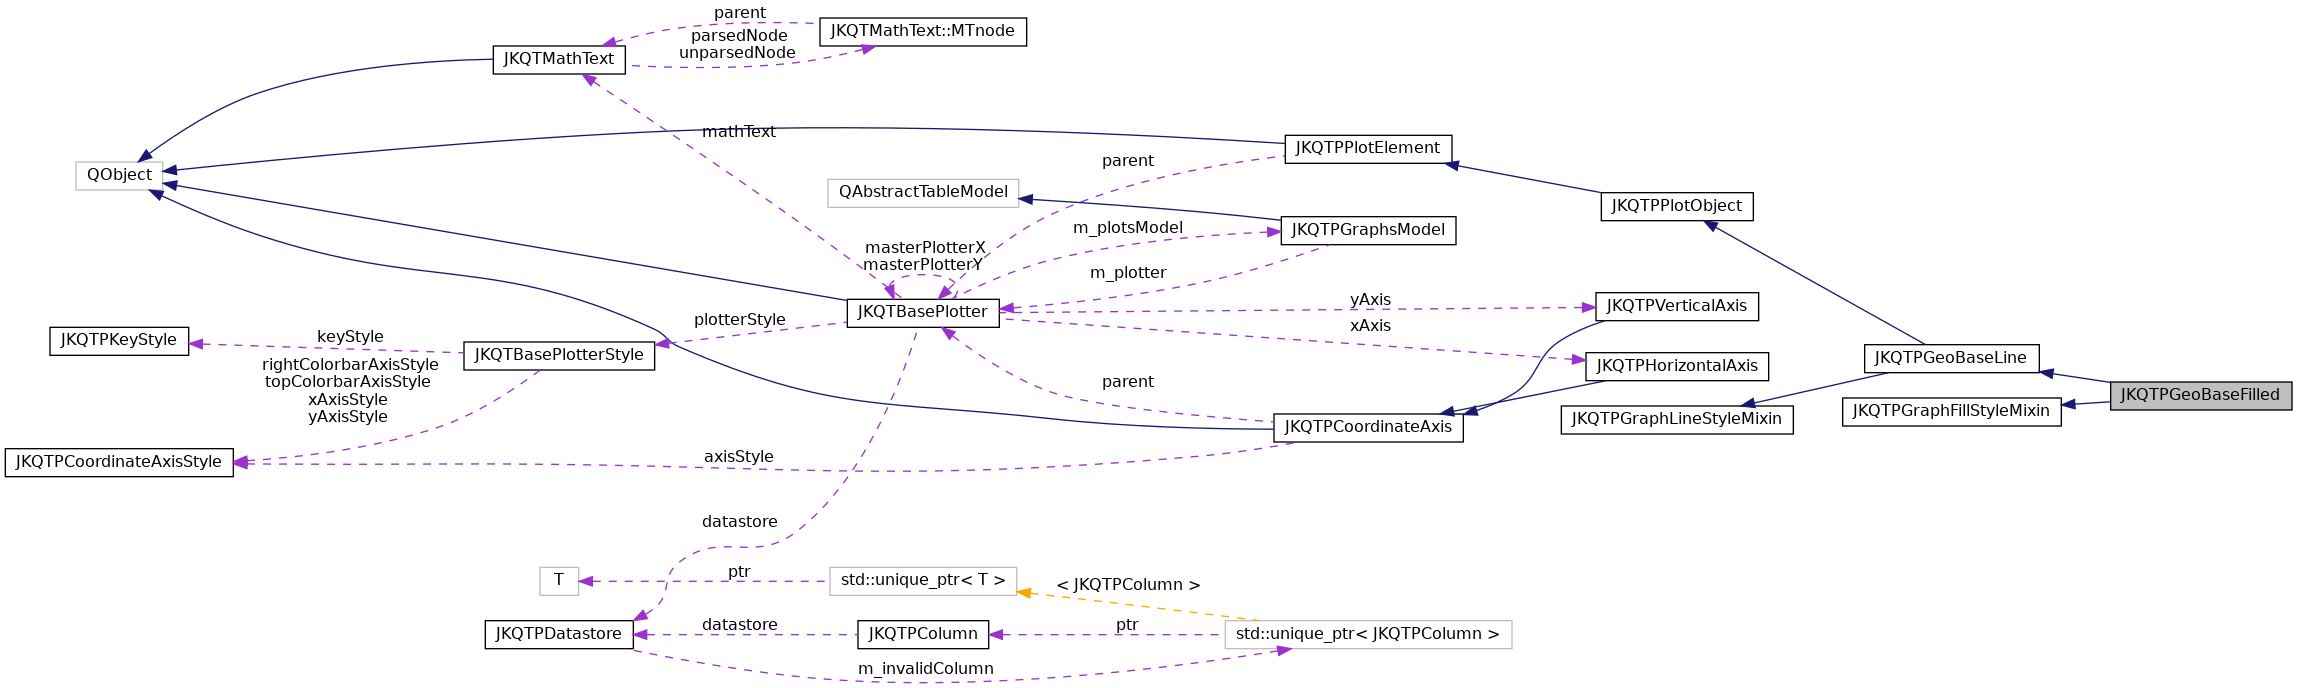 parent
JKQTMathText::MTnode
parsedNode
unparsedNode
JKQTMathText
mathText
JKQTPPlotElement
parent
QObject
QAbstractTableModel
JKQTPPlotObject
m_plotsModel
JKQTPGraphsModel
masterPlotterX
masterPlotterY
m_plotter
yAxis
JKQTPVerticalAxis
JKQTBasePlotter
plotterStyle
xAxis
keyStyle
JKQTPKeyStyle
JKQTBasePlotterStyle
JKQTPGeoBaseLine
rightColorbarAxisStyle
topColorbarAxisStyle
xAxisStyle
yAxisStyle
JKQTPHorizontalAxis
parent
JKQTPGeoBaseFilled
JKQTPGraphFillStyleMixin
JKQTPGraphLineStyleMixin
JKQTPCoordinateAxis
axisStyle
JKQTPCoordinateAxisStyle
datastore
ptr
T
std::unique_ptr< T >
< JKQTPColumn >
datastore
ptr
JKQTPDatastore
JKQTPColumn
std::unique_ptr< JKQTPColumn >
m_invalidColumn